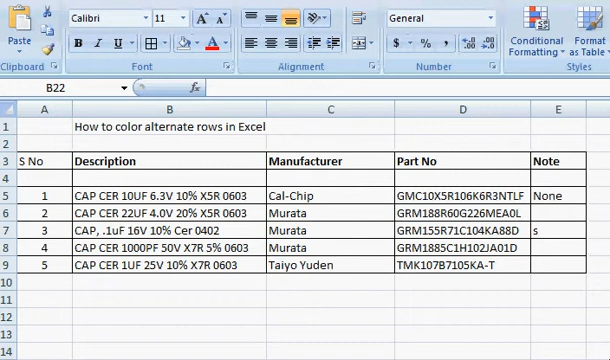 Paste
Calibri 11 A A General
B I U A $ % , .0 .00 .00 .0
Conditional Formatting
Format as Table
Clipboard Font Alignment Number Styles
B22 fx
A B C D E
1 How to color alternate rows in Excel
2
3 S No Description Manufacturer Part No Note
4
5 1 CAP CER 10UF 6.3V 10% X5R 0603 Cal-Chip GMC10X5R106K6R3NTLF None
6 2 CAP CER 22UF 4.0V 20% X5R 0603 Murata GRM188R60G226MEA0L
7 3 CAP, .1uF 16V 10% Cer 0402 Murata GRM155R71C104KA88D s
8 4 CAP CER 1000PF 50V X7R 5% 0603 Murata GRM1885C1H102JA01D
9 5 CAP CER 1UF 25V 10% X7R 0603 Taiyo Yuden TMK107B7105KA-T
10
11
12
13
14